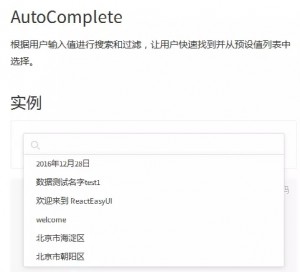 AutoComplete
根据用户输入值进行搜索和过滤，让用户快速找到并从预设值列表中
选择。
实例
2016年12月28日
数据测试名字test1
欢迎来到 ReactEasyUI
welcome
北京市海淀区
北京市朝阳区